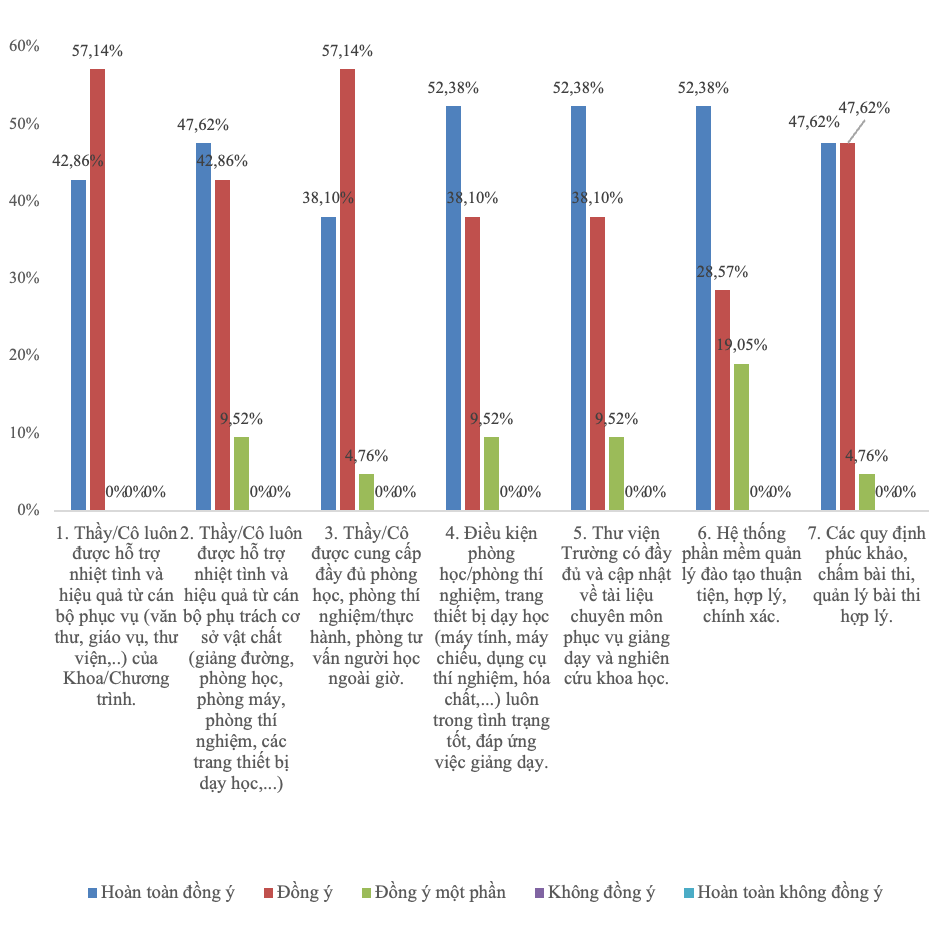 60%
50%
40%
30%
20%
10%
0%
42,86%
57,14%
0%
0%
0%
47,62%
42,86%
9,52%
0%
0%
38,10%
57,14%
4,76%
0%
0%
52,38%
38,10%
9,52%
0%
0%
52,38%
38,10%
9,52%
0%
0%
52,38%
28,57%
19,05%
0%
0%
47,62%
47,62%
4,76%
0%
0%
1. Thầy/Cô luôn
được hỗ trợ
nhiệt tình và
hiệu quả từ cán
bộ phục vụ (văn
thư, giáo vụ, thư
viện,..) của
Khoa/Chương
trình.
2. Thầy/Cô luôn
được hỗ trợ
nhiệt tình và
hiệu quả từ cán
bộ phụ trách cơ
sở vật chất
(giảng đường,
phòng học,
phòng máy,
phòng thí
nghiệm, các
trang thiết bị
dạy học,...)
3. Thầy/Cô
được cung cấp
đầy đủ phòng
học, phòng thí
nghiệm/thực
hành, phòng tư
vấn người học
ngoài giờ.
4. Điều kiện
phòng
học/phòng thí
nghiệm, trang
thiết bị dạy học
(máy tính, máy
chiếu, dụng cụ
thí nghiệm, hóa
chất,...) luôn
trong tình trạng
tốt, đáp ứng
việc giảng dạy.
5. Thư viện
Trường có đầy
đủ và cập nhật
về tài liệu
chuyên môn
phục vụ giảng
dạy và nghiên
cứu khoa học.
6. Hệ thống
phần mềm quản
lý đào tạo thuận
tiện, hợp lý,
chính xác.
7. Các quy định
phúc khảo,
chấm bài thi,
quản lý bài thi
hợp lý.
Hoàn toàn đồng ý
Đồng ý
Đồng ý một phần
Không đồng ý
Hoàn toàn không đồng ý